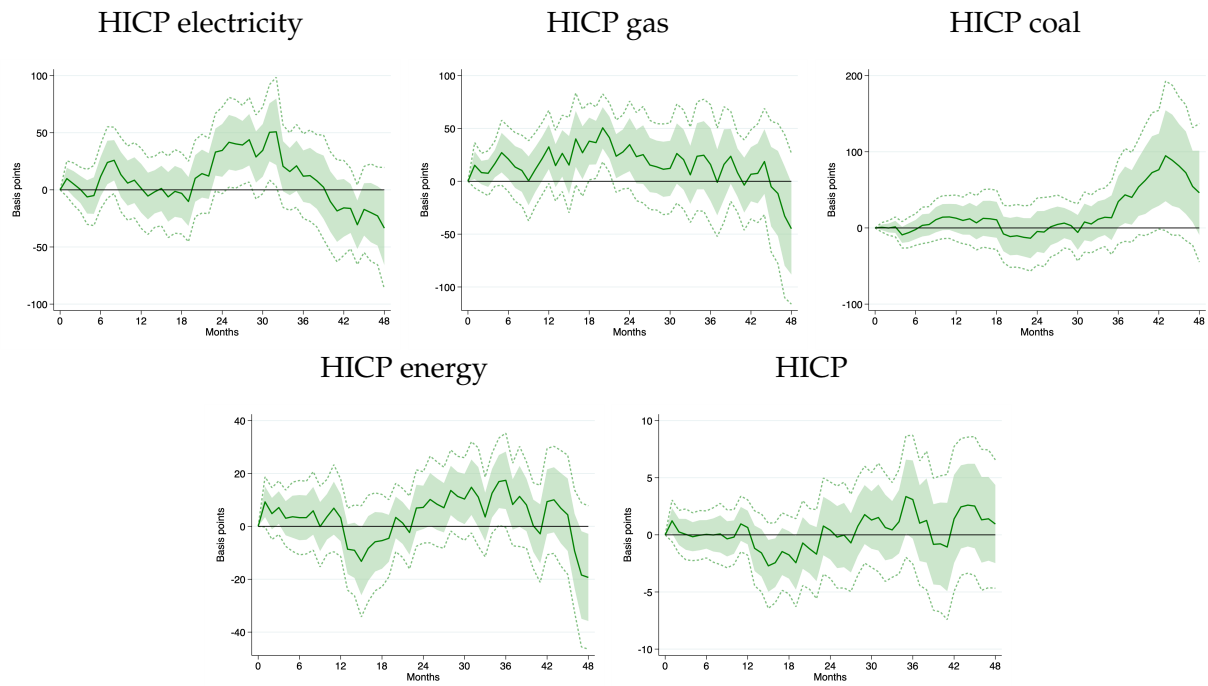 HICP electricity
HICP gas
HICP coal
Basis points
100
50
0
-50
-100
0 6 12 18 24 30 36 42 48
Months
Basis points
100
50
0
-50
-100
0 6 12 18 24 30 36 42 48
Months
Basis points
200
100
0
-100
0 6 12 18 24 30 36 42 48
Months
HICP energy
HICP
Basis points
40
20
0
-20
-40
0 6 12 18 24 30 36 42 48
Months
Basis points
10
5
0
-5
-10
0 6 12 18 24 30 36 42 48
Months